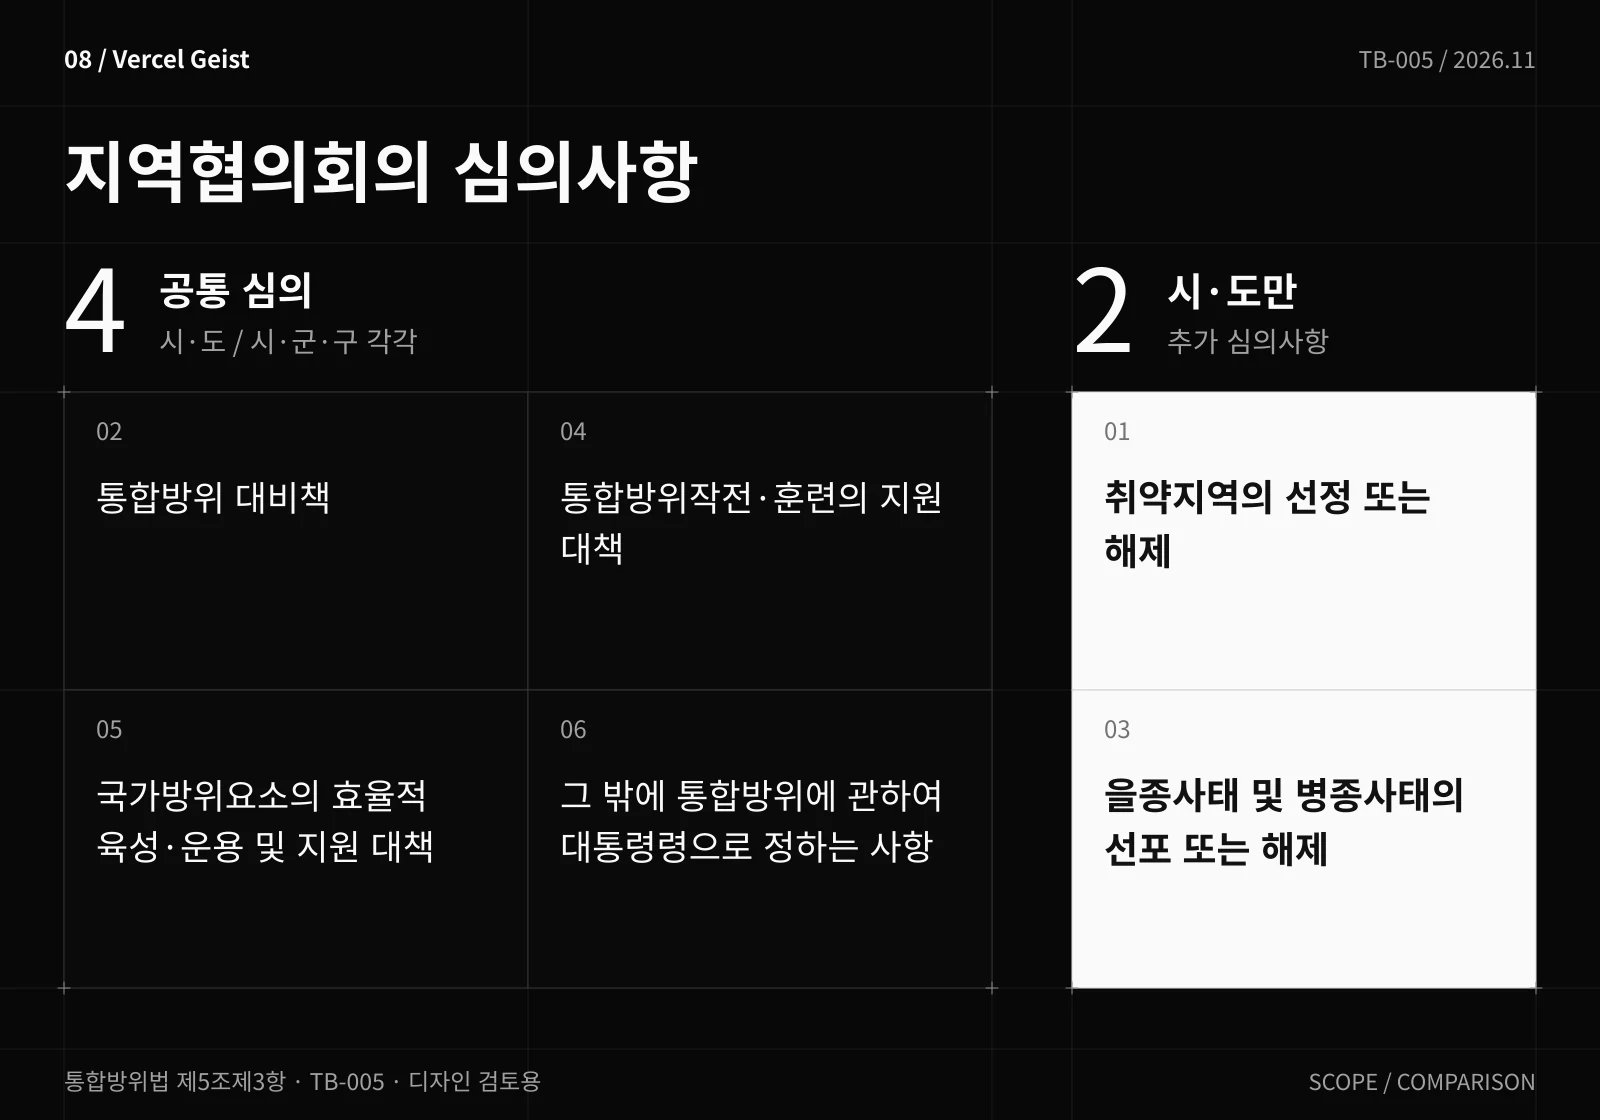 08 / Vercel Geist
TB-005 / 2026.11
지역협의회의 심의사항
4
공통 심의
시·도 / 시·군·구 각각
2
시·도만
추가 심의사항
02
통합방위 대비책
04
통합방위작전·훈련의 지원
대책
05
국가방위요소의 효율적
육성·운용 및 지원 대책
06
그 밖에 통합방위에 관하여
대통령령으로 정하는 사항
01
취약지역의 선정 또는
해제
03
을종사태 및 병종사태의
선포 또는 해제
통합방위법 제5조제3항 · TB-005 · 디자인 검토용
SCOPE / COMPARISON